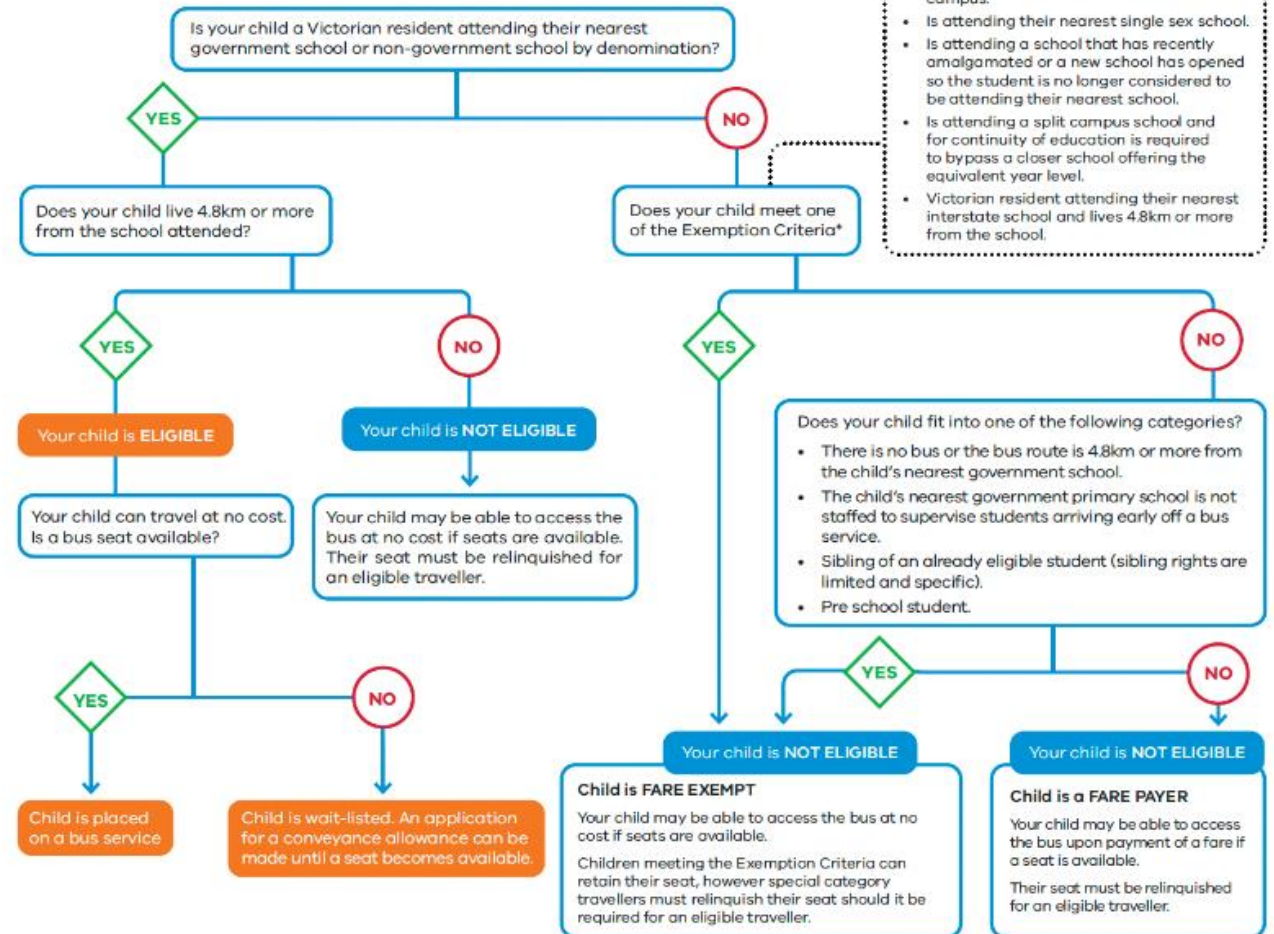 campus.
• Is attending their nearest single sex school.
• Is attending a school that has recently
amalgamated or a new school has opened
so the student is no longer considered to
be attending their nearest school.
• Is attending a split campus school and
for continuity of education is required
to bypass a closer school offering the
equivalent year level.
• Victorian resident attending their nearest
interstate school and lives 4.8km or more
from the school.
Is your child a Victorian resident attending their nearest
government school or non-government school by denomination?
YES
NO
Does your child live 4.8km or more
from the school attended?
Does your child meet one
of the Exemption Criteria*
YES
NO
YES
NO
Your child is ELIGIBLE
Your child is NOT ELIGIBLE
Your child can travel at no cost.
Is a bus seat available?
Your child may be able to access the
bus at no cost if seats are available.
Their seat must be relinquished for
an eligible traveller.
Does your child fit into one of the following categories?
• There is no bus or the bus route is 4.8km or more from
the child's nearest government school.
• The child's nearest government primary school is not
staffed to supervise students arriving early off a bus
service.
• Sibling of an already eligible student (sibling rights are
limited and specific).
• Pre school student.
YES
NO
YES
NO
Child is placed
on a bus service
Child is wait-listed. An application
for a conveyance allowance can be
made until a seat becomes available.
Your child is NOT ELIGIBLE
Child is FARE EXEMPT
Your child may be able to access the bus at no
cost if seats are available.
Children meeting the Exemption Criteria can
retain their seat, however special category
travellers must relinquish their seat should it be
required for an eligible traveller.
Your child is NOT ELIGIBLE
Child is a FARE PAYER
Your child may be able to access
the bus upon payment of a fare if
a seat is available.
Their seat must be relinquished
for an eligible traveller.